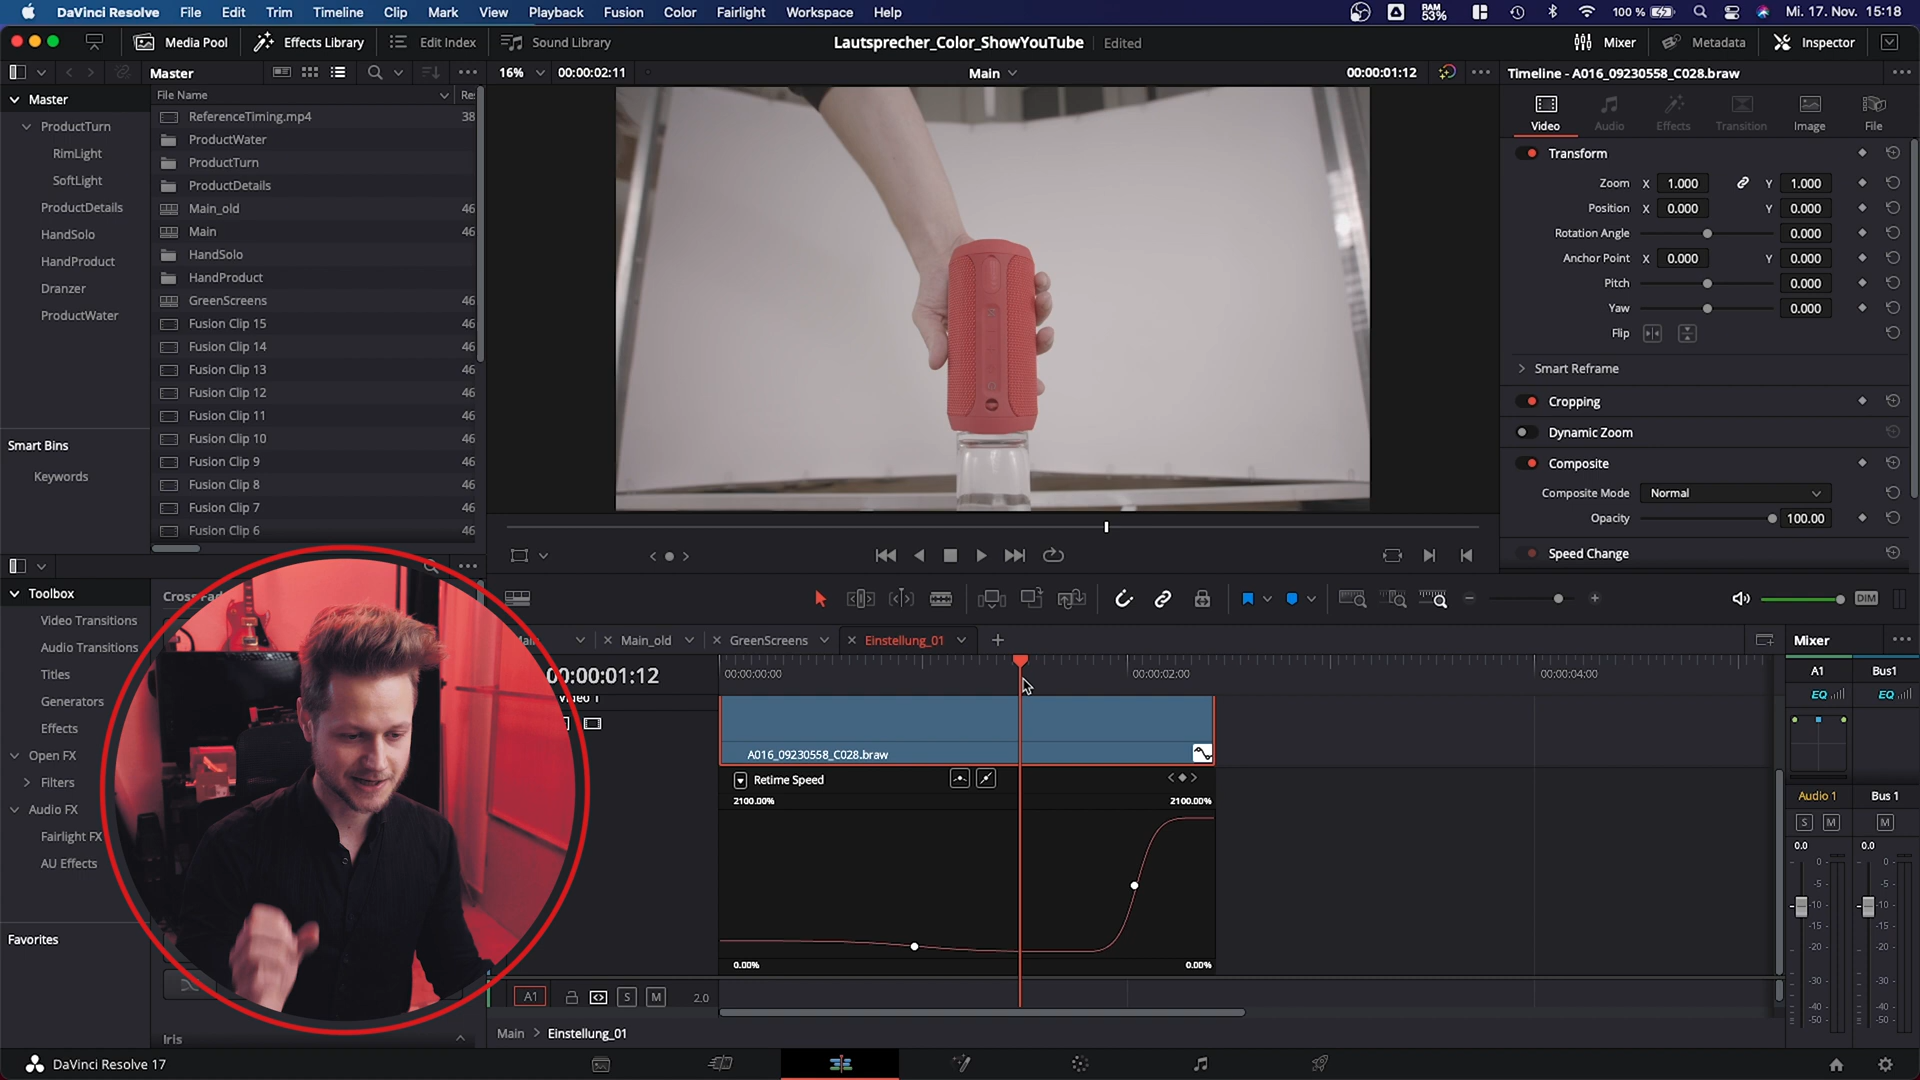 DaVinci Resolve File Edit Trim Timeline Clip Mark View Playback Fusion Color Fairlight Workspace Help RAM 53% 100 % Mi. 17. Nov. 15:18
Media Pool Effects Library Edit Index Sound Library Lautsprecher_Color_ShowYouTube Edited Mixer Metadata Inspector
Master 16% 00:00:02:11 Main 00:00:01:12 Timeline - A016_09230558_C028.braw
Master
ProductTurn
RimLight
SoftLight
ProductDetails
HandSolo
HandProduct
Dranzer
ProductWater
Smart Bins
Keywords
File Name
ReferenceTiming.mp4 38
ProductWater
ProductTurn
ProductDetails
Main_old 46
Main 46
HandSolo
HandProduct
GreenScreens 46
Fusion Clip 15 46
Fusion Clip 14 46
Fusion Clip 13 46
Fusion Clip 12 46
Fusion Clip 11 46
Fusion Clip 10 46
Fusion Clip 9 46
Fusion Clip 8 46
Fusion Clip 7 46
Fusion Clip 6 46
Video Audio Effects Transition Image File
Transform
Zoom X 1.000 Y 1.000
Position X 0.000 Y 0.000
Rotation Angle 0.000
Anchor Point X 0.000 Y 0.000
Pitch 0.000
Yaw 0.000
Flip
Smart Reframe
Cropping
Dynamic Zoom
Composite
Composite Mode Normal
Opacity 100.00
Speed Change
DIM
Toolbox
Video Transitions
Audio Transitions
Titles
Generators
Effects
Open FX
Filters
Audio FX
Fairlight FX
AU Effects
Favorites
Iris
Main_old GreenScreens Einstellung_01
00:00:01:12 00:00:00:00 00:00:02:00 00:00:04:00
Video 1
A016_09230558_C028.braw
Retime Speed
2100.00% 2100.00%
0.00% 0.00%
A1 S M 2.0
Main > Einstellung_01
Mixer
A1 Bus1
EQ EQ
Audio 1 Bus 1
S M M
0.0 0.0
0 0
-5 -5
-10 -10
-15 -15
-20 -20
-30 -30
-40 -40
-50 -50
DaVinci Resolve 17